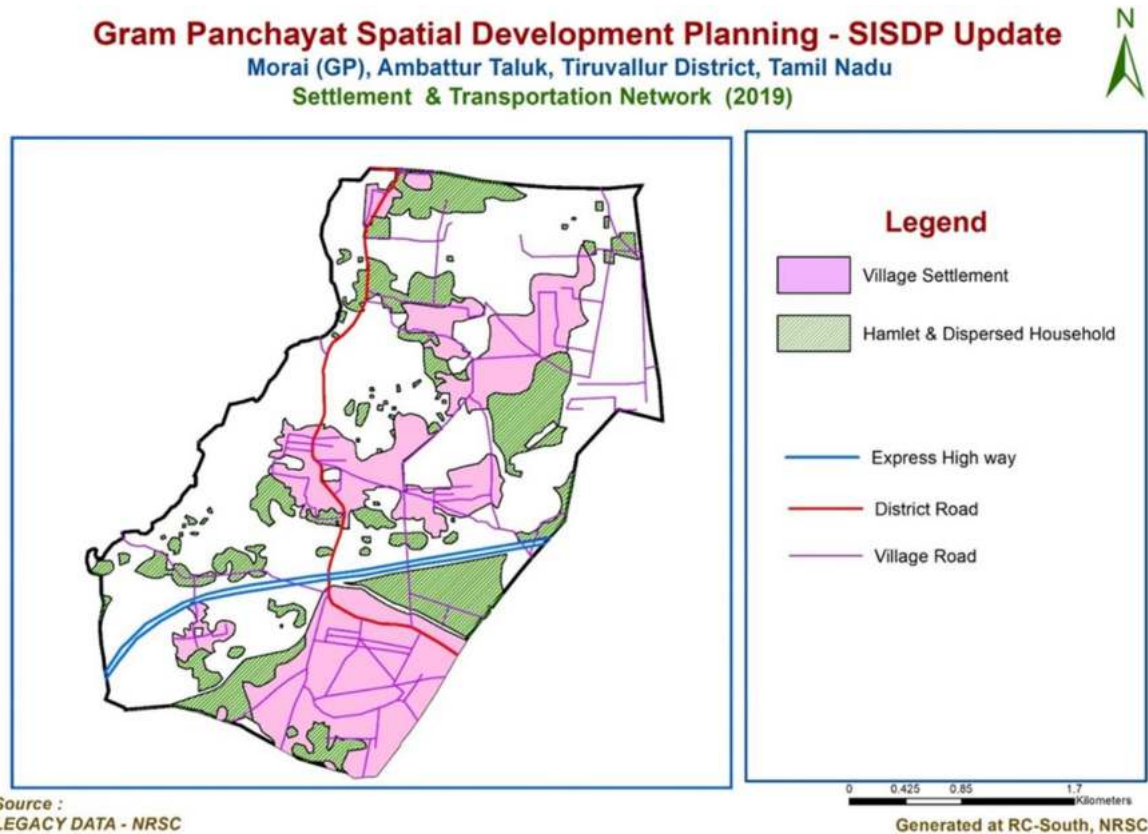 Gram Panchayat Spatial Development Planning - SISDP Update
Morai (GP), Ambattur Taluk, Tiruvallur District, Tamil Nadu
Settlement & Transportation Network (2019)
N
Legend
Village Settlement
Hamlet & Dispersed Household
Express High way
District Road
Village Road
0 0.425 0.85 1.7
Kilometers
Source :
LEGACY DATA - NRSC
Generated at RC-South, NRSC